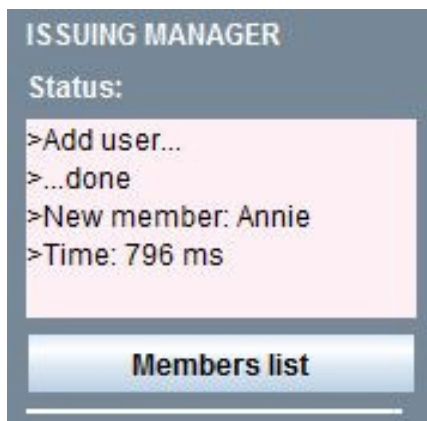 ISSUING MANAGER
Status:
>Add user...
>...done
>New member: Annie
>Time: 796 ms
Members list